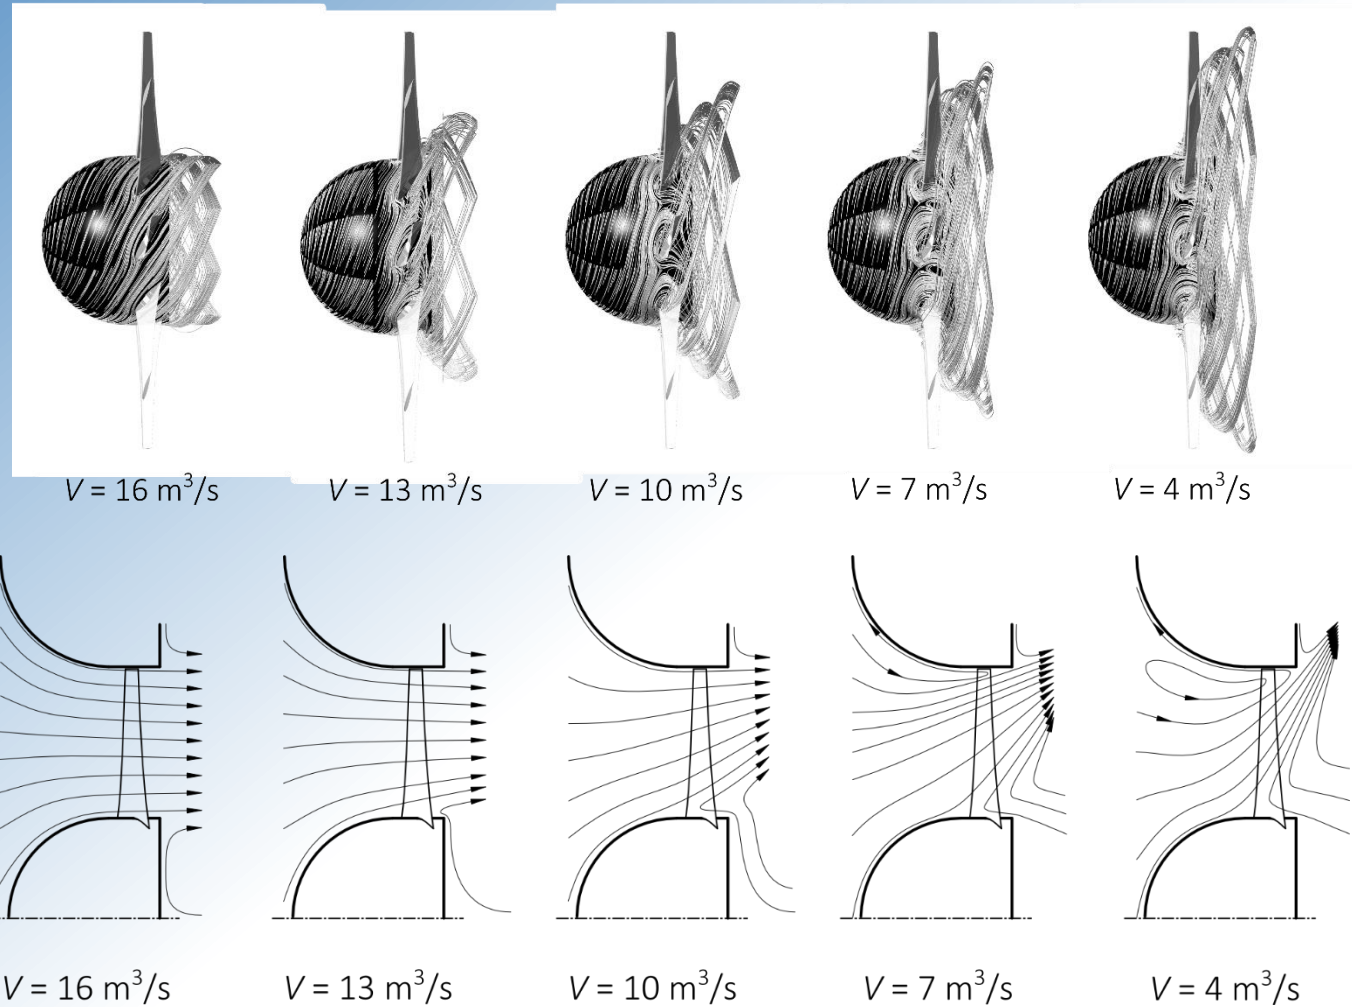 V = 16 m³/s
V = 13 m³/s
V = 10 m³/s
V = 7 m³/s
V = 4 m³/s
V = 16 m³/s
V = 13 m³/s
V = 10 m³/s
V = 7 m³/s
V = 4 m³/s